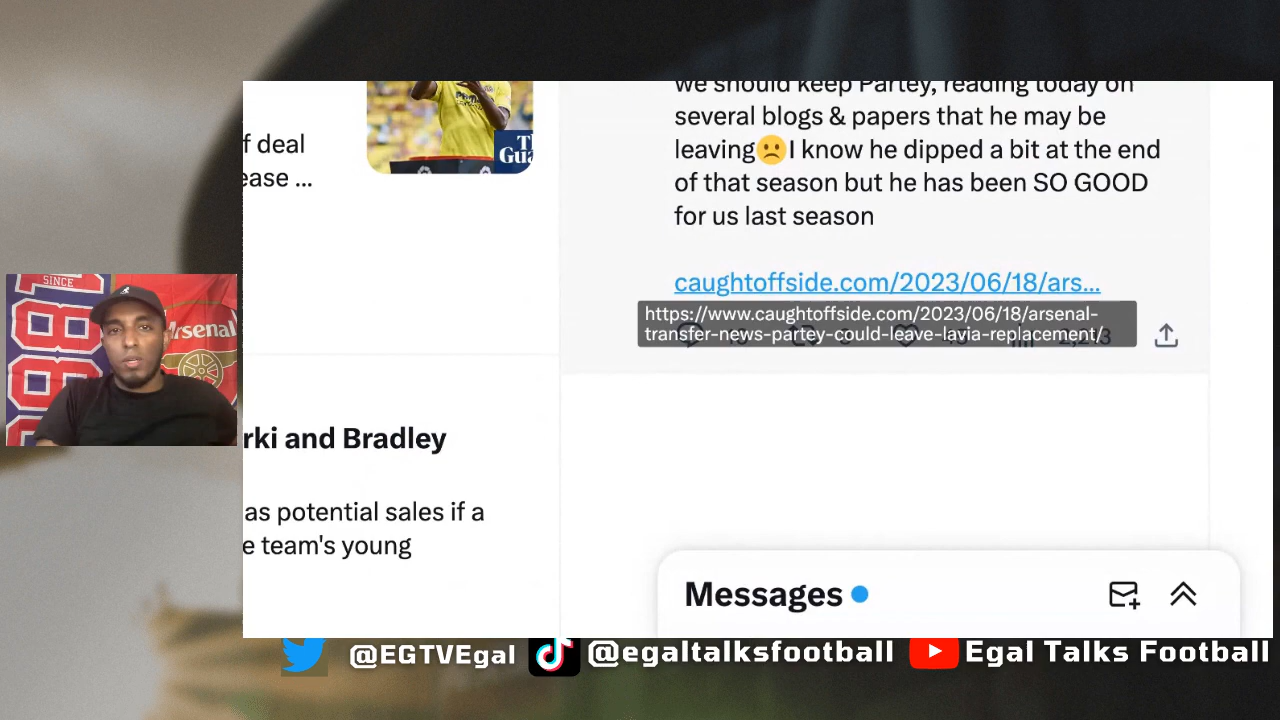 we should keep Partey, reading today on
several blogs & papers that he may be
leaving🙁I know he dipped a bit at the end
of that season but he has been SO GOOD
for us last season
caughtoffside.com/2023/06/18/ars...
https://www.caughtoffside.com/2023/06/18/arsenal-
transfer-news-partey-could-leave-lavia-replacement/
f deal
ease ...
SINCE
1886
Arsenal
rki and Bradley
as potential sales if a
e team's young
Messages
@EGTVEgal
@egaltalksfootball
Egal Talks Football